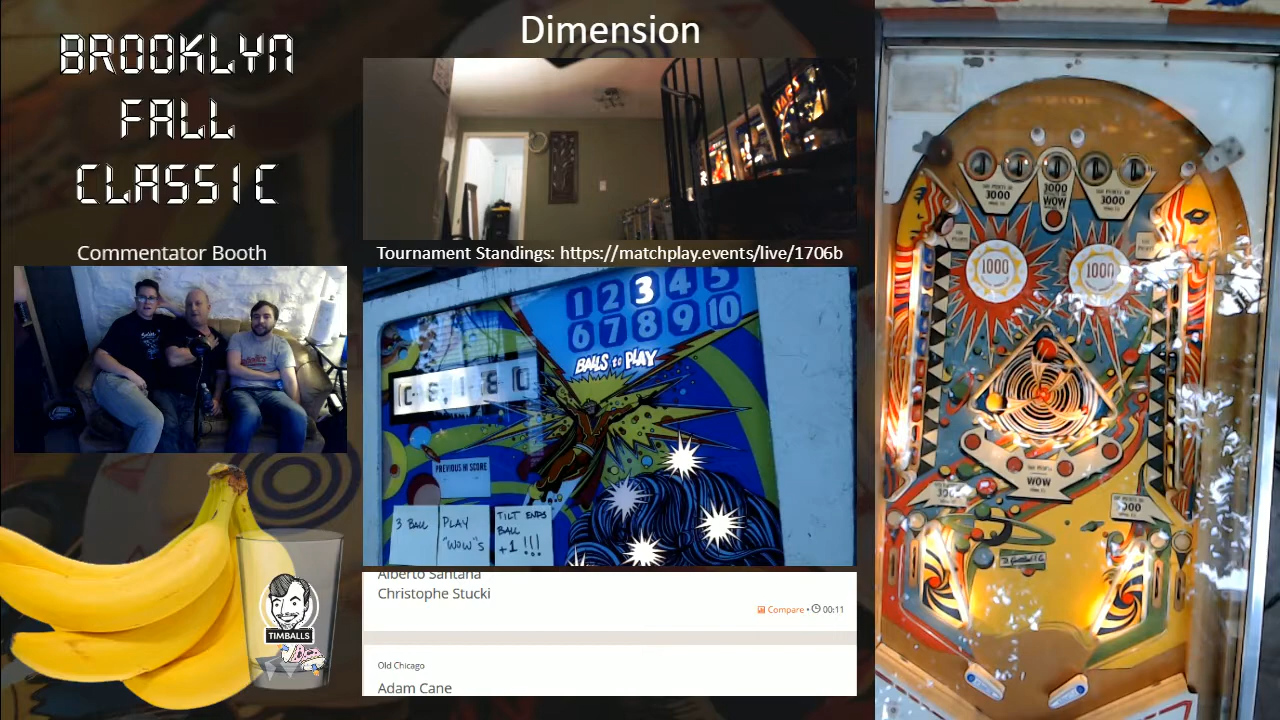 BROOKLYN
FALL
CLASSIC
Dimension
Commentator Booth
Tournament Standings: https://matchplay.events/live/1706b
1 2 3 4 5
6 7 8 9 10
BALLS to PLAY
PREVIOUS HI SCORE
3 BALL
PLAY
"WOW"S
TILT ENDS
BALL
+1 !!!
TIMBALLS
Alberto Santana
Christophe Stucki
Compare • 00:11
Old Chicago
Adam Cane
3000
3000
WOW
3000
1000
1000
WOW